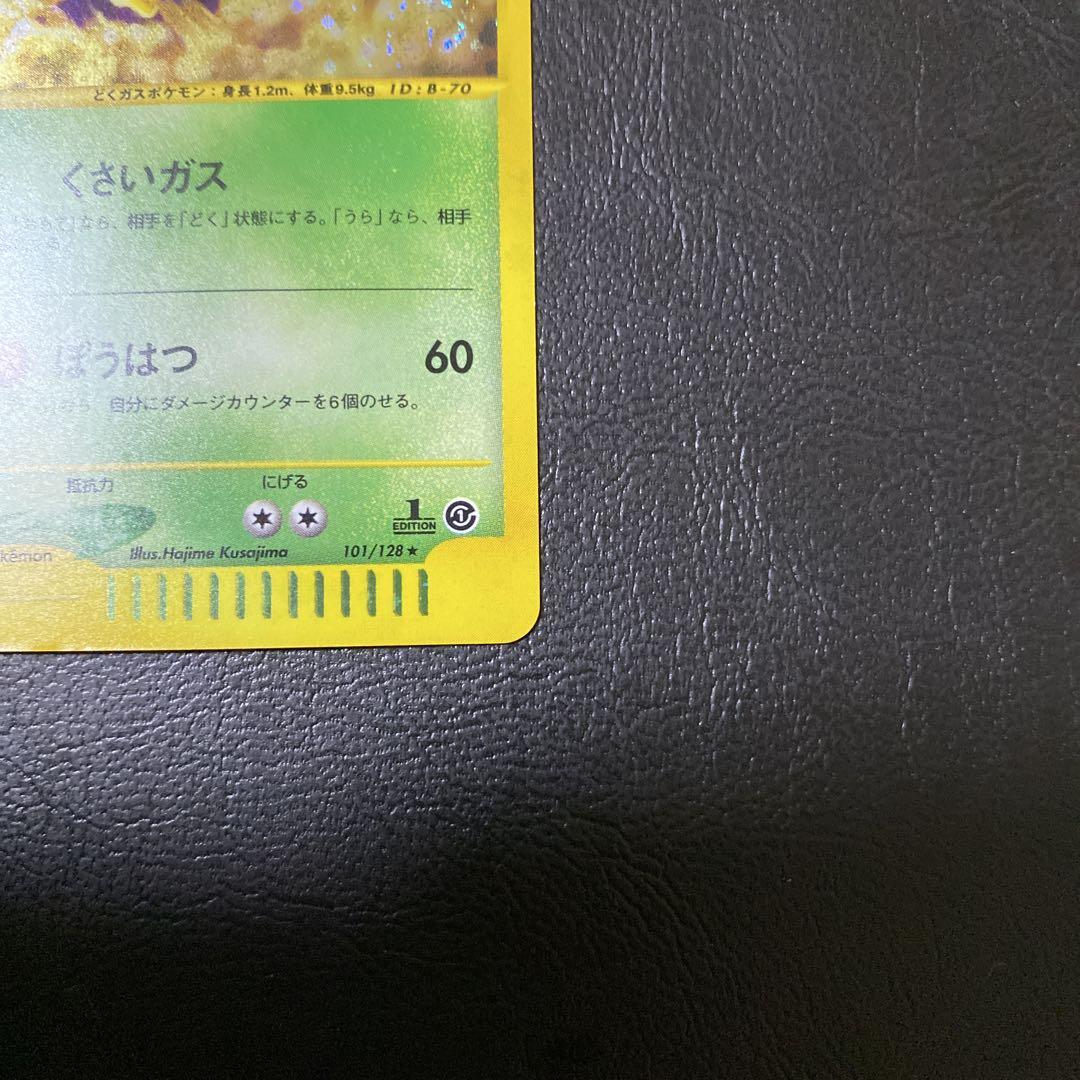 どくガスポケモン：身長1.2m、体重9.5kg ID：B-70
くさいガス
「おもて」なら、相手を「どく」状態にする。「うら」なら、相手
ばくはつ 60
自分にダメージカウンターを6個のせる。
抵抗力 にげる
1 EDITION
Illus.Hajime Kusajima 101/128★